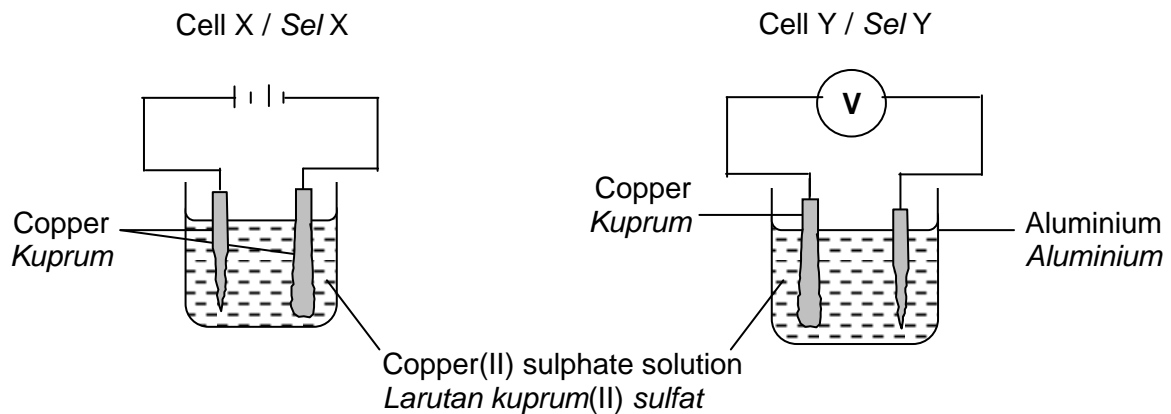 Cell X / Sel X
Cell Y / Sel Y
V
Copper
Kuprum
Copper
Kuprum
Aluminium
Aluminium
Copper(II) sulphate solution
Larutan kuprum(II) sulfat